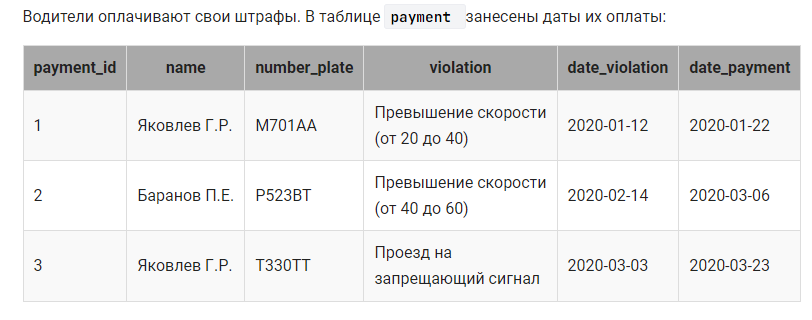 Водители оплачивают свои штрафы. В таблице payment занесены даты их оплаты:
payment_id name number_plate violation date_violation date_payment
1 Яковлев Г.Р. М701АА Превышение скорости (от 20 до 40) 2020-01-12 2020-01-22
2 Баранов П.Е. Р523ВТ Превышение скорости (от 40 до 60) 2020-02-14 2020-03-06
3 Яковлев Г.Р. Т330ТТ Проезд на запрещающий сигнал 2020-03-03 2020-03-23